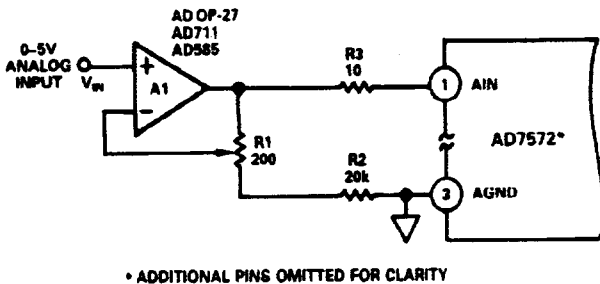 AD OP-27
AD711
AD585
0–5V
ANALOG
INPUT
VIN
+
−
A1
R3
10
1
AIN
AD7572*
R1
200
R2
20k
3
AGND
* ADDITIONAL PINS OMITTED FOR CLARITY